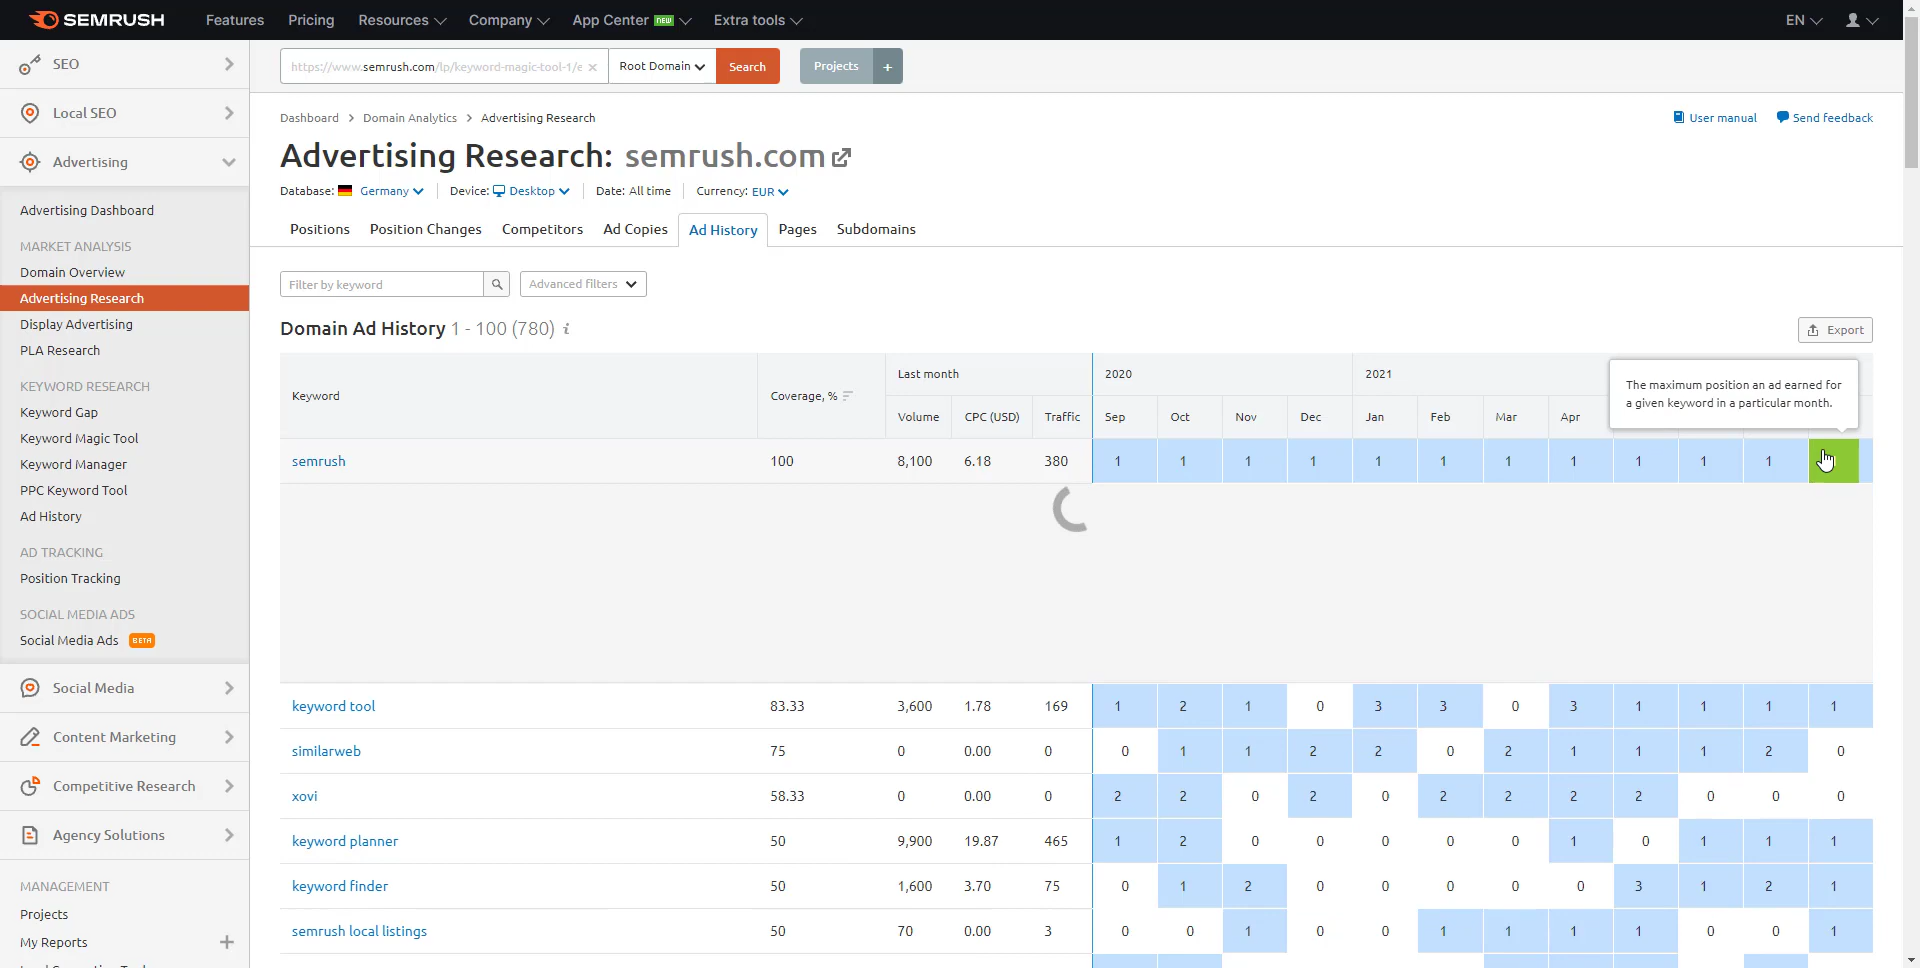 SEMRUSH Features Pricing Resources Company App Center NEW Extra tools EN
SEO
Local SEO
Advertising
Advertising Dashboard
MARKET ANALYSIS
Domain Overview
Advertising Research
Display Advertising
PLA Research
KEYWORD RESEARCH
Keyword Gap
Keyword Magic Tool
Keyword Manager
PPC Keyword Tool
Ad History
AD TRACKING
Position Tracking
SOCIAL MEDIA ADS
Social Media Ads BETA
Social Media
Content Marketing
Competitive Research
Agency Solutions
MANAGEMENT
Projects
My Reports +
https://www.semrush.com/lp/keyword-magic-tool-1/e × Root Domain Search Projects +
Dashboard > Domain Analytics > Advertising Research User manual Send feedback
Advertising Research: semrush.com
Database: Germany Device: Desktop Date: All time Currency: EUR
Positions Position Changes Competitors Ad Copies Ad History Pages Subdomains
Filter by keyword Advanced filters
Domain Ad History 1 - 100 (780) i Export
Last month 2020 2021
Keyword Coverage, %
Volume CPC (USD) Traffic Sep Oct Nov Dec Jan Feb Mar Apr
The maximum position an ad earned for
a given keyword in a particular month.
semrush 100 8,100 6.18 380 1 1 1 1 1 1 1 1 1 1 1
keyword tool 83.33 3,600 1.78 169 1 2 1 0 3 3 0 3 1 1 1 1
similarweb 75 0 0.00 0 0 1 1 2 2 0 2 1 1 1 2 0
xovi 58.33 0 0.00 0 2 2 0 2 0 2 2 2 2 0 0 0
keyword planner 50 9,900 19.87 465 1 2 0 0 0 0 0 1 0 1 1 1
keyword finder 50 1,600 3.70 75 0 1 2 0 0 0 0 0 3 1 2 1
semrush local listings 50 70 0.00 3 0 0 1 0 0 1 1 1 1 0 0 1